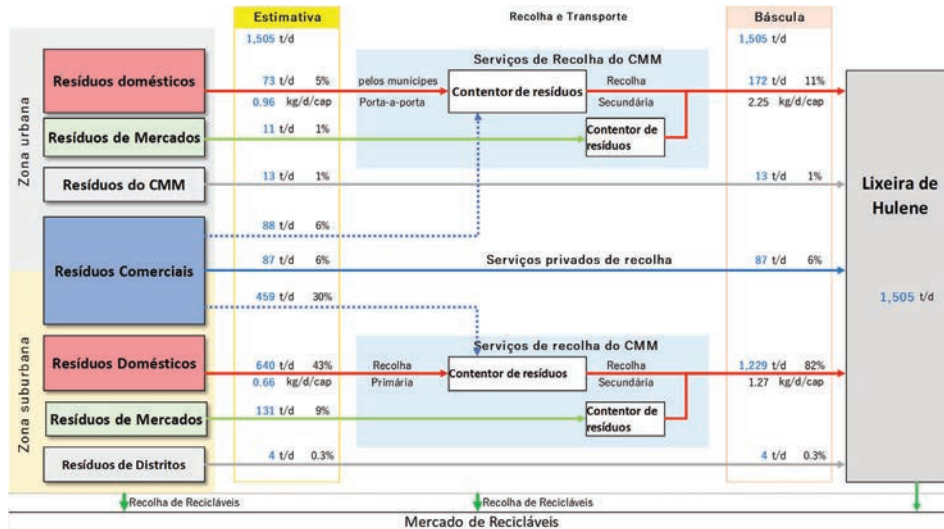 Estimativa
Recolha e Transporte
Báscula
1,505 t/d
1,505 t/d
Zona urbana
Serviços de Recolha do CMM
Resíduos domésticos
73 t/d 5%
0.96 kg/d/cap
pelos munícipes
Porta-a-porta
Contentor de resíduos
Recolha
Secundária
172 t/d 11%
2.25 kg/d/cap
Resíduos de Mercados
11 t/d 1%
Contentor de
resíduos
Resíduos do CMM
13 t/d 1%
13 t/d 1%
Lixeira de
Hulene
1,505 t/d
88 t/d 6%
Resíduos Comerciais
87 t/d 6%
Serviços privados de recolha
87 t/d 6%
459 t/d 30%
Zona suburbana
Serviços de recolha do CMM
Resíduos Domésticos
640 t/d 43%
0.66 kg/d/cap
Recolha
Primária
Contentor de resíduos
Recolha
Secundária
1,229 t/d 82%
1.27 kg/d/cap
Resíduos de Mercados
131 t/d 9%
Contentor de
resíduos
Resíduos de Distritos
4 t/d 0.3%
4 t/d 0.3%
Recolha de Recicláveis
Recolha de Recicláveis
Mercado de Recicláveis